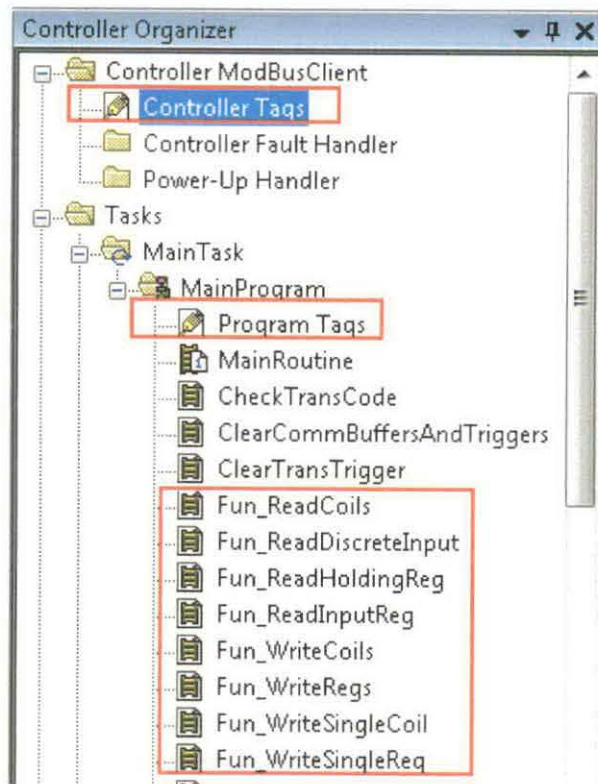 Controller Organizer
Controller ModBusClient
Controller Tags
Controller Fault Handler
Power-Up Handler
Tasks
MainTask
MainProgram
Program Tags
MainRoutine
CheckTransCode
ClearCommBuffersAndTriggers
ClearTransTrigger
Fun_ReadCoils
Fun_ReadDiscreteInput
Fun_ReadHoldingReg
Fun_ReadInputReg
Fun_WriteCoils
Fun_WriteRegs
Fun_WriteSingleCoil
Fun_WriteSingleReg